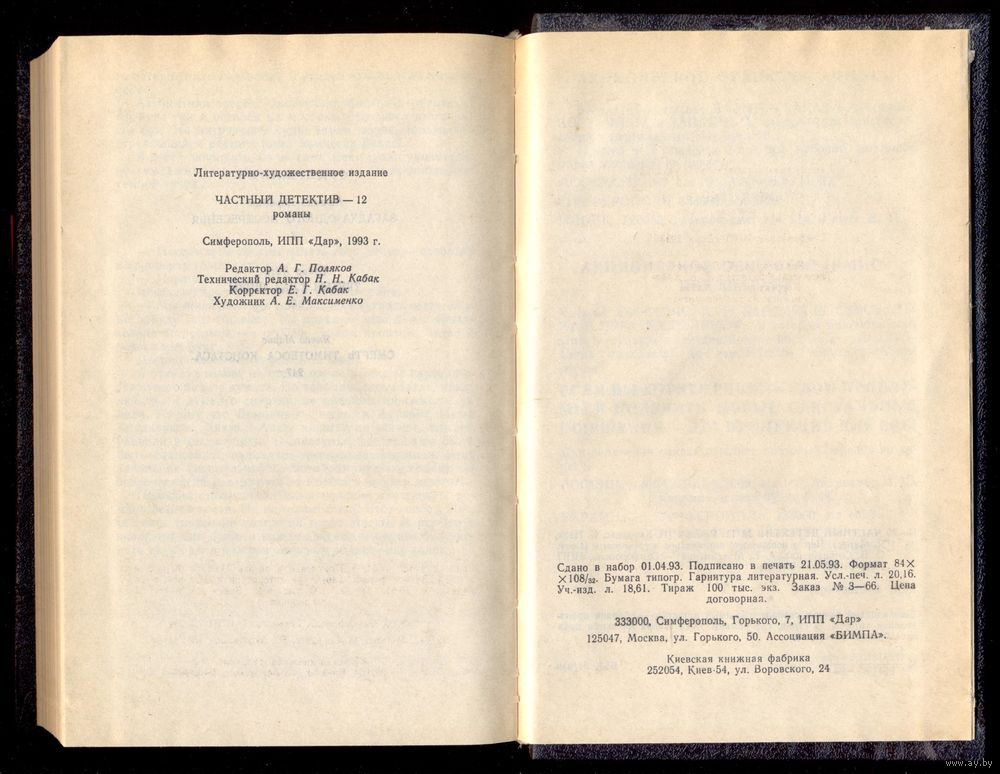 Литературно-художественное издание
ЧАСТНЫЙ ДЕТЕКТИВ — 12
романы
Симферополь, ИПП «Дар», 1993 г.
Редактор А. Г. Поляков
Технический редактор Н. Н. Кабак
Корректор Е. Г. Кабак
Художник А. Е. Максименко
Сдано в набор 01.04.93. Подписано в печать 21.05.93. Формат 84×
×108/32. Бумага типогр. Гарнитура литературная. Усл.-печ. л. 20,16.
Уч.-изд. л. 18,61. Тираж 100 тыс. экз. Заказ № 3—66. Цена
договорная.
333000, Симферополь, Горького, 7, ИПП «Дар»
125047, Москва, ул. Горького, 50. Ассоциация «БИМПА».
Киевская книжная фабрика
252054, Киев-54, ул. Воровского, 24
www.ay.by